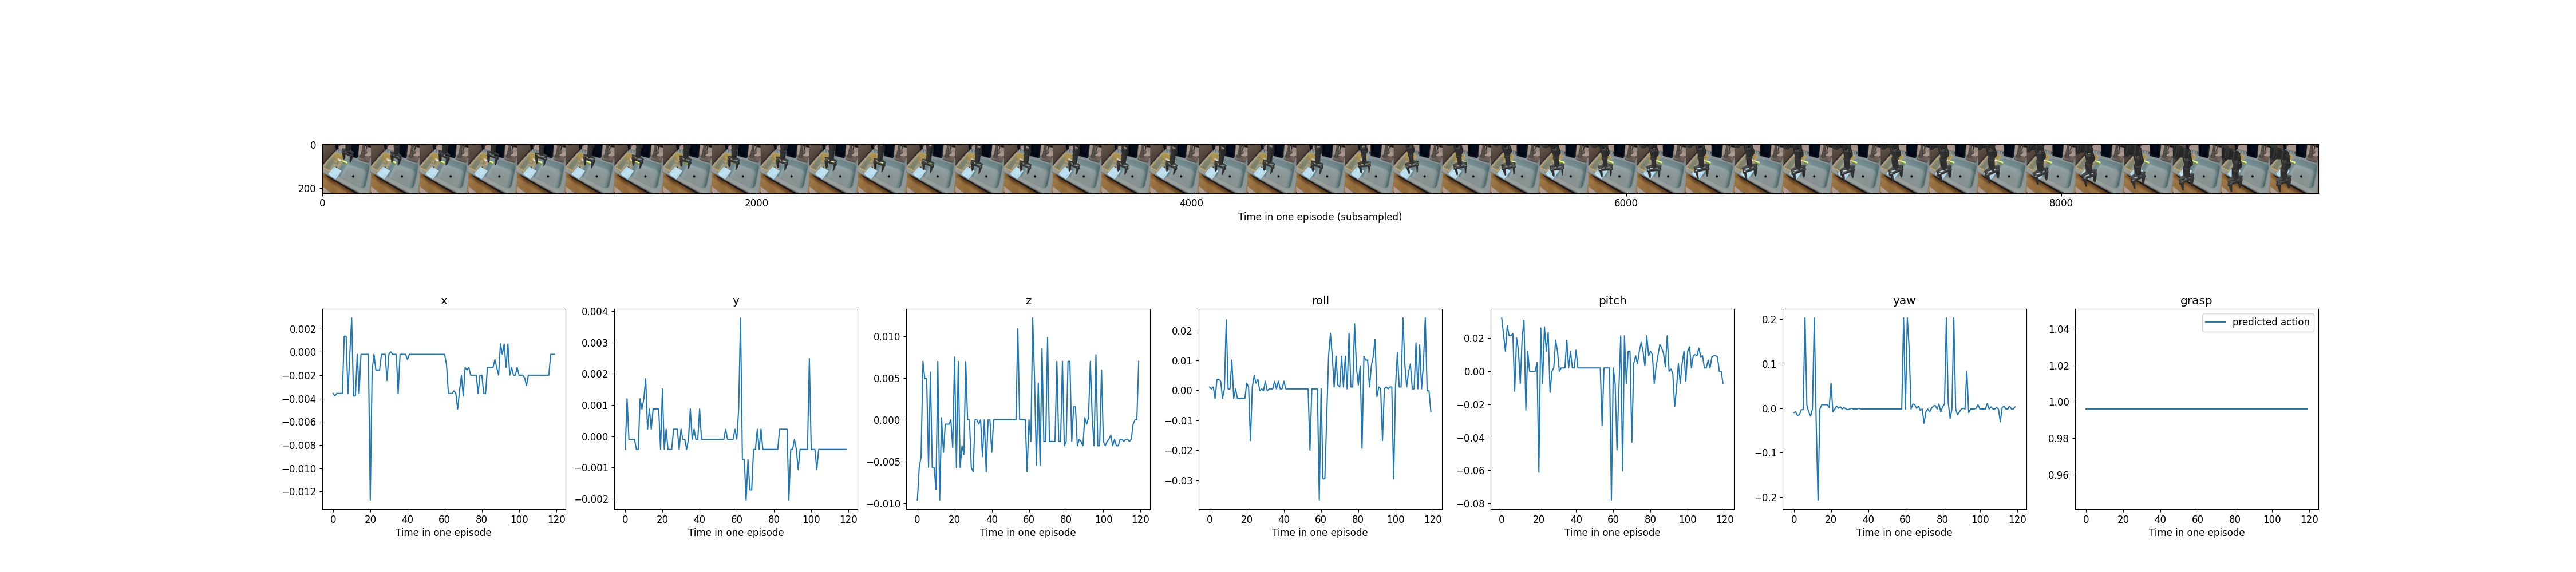 0
200
0 2000 4000 6000 8000
Time in one episode (subsampled)
x y z roll pitch yaw grasp
0.002
0.000
−0.002
−0.004
−0.006
−0.008
−0.010
−0.012
0 20 40 60 80 100 120
Time in one episode
0.004
0.003
0.002
0.001
0.000
−0.001
−0.002
0 20 40 60 80 100 120
Time in one episode
0.010
0.005
0.000
−0.005
−0.010
0 20 40 60 80 100 120
Time in one episode
0.02
0.01
0.00
−0.01
−0.02
−0.03
0 20 40 60 80 100 120
Time in one episode
0.02
0.00
−0.02
−0.04
−0.06
−0.08
0 20 40 60 80 100 120
Time in one episode
0.2
0.1
0.0
−0.1
−0.2
0 20 40 60 80 100 120
Time in one episode
predicted action
1.04
1.02
1.00
0.98
0.96
0 20 40 60 80 100 120
Time in one episode